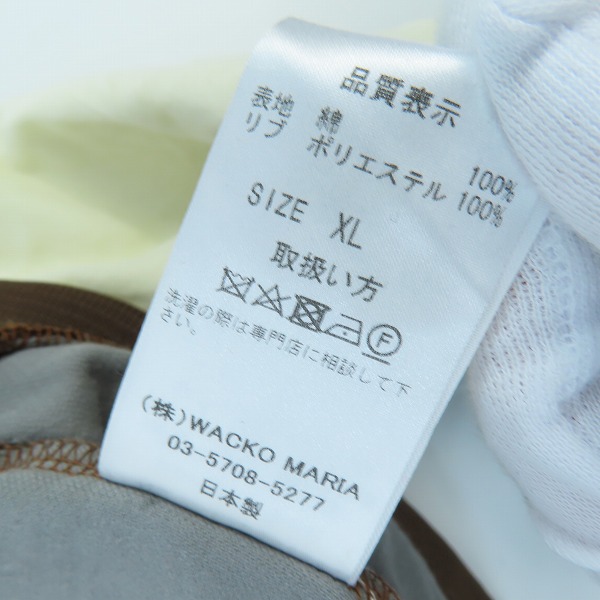 品質表示
表地 綿 100%
リブ ポリエステル 100%
SIZE XL
取扱い方
F
洗濯の際は専門店に相談して下
さい。
(株)WACKO MARIA
03-5708-5277
日本製